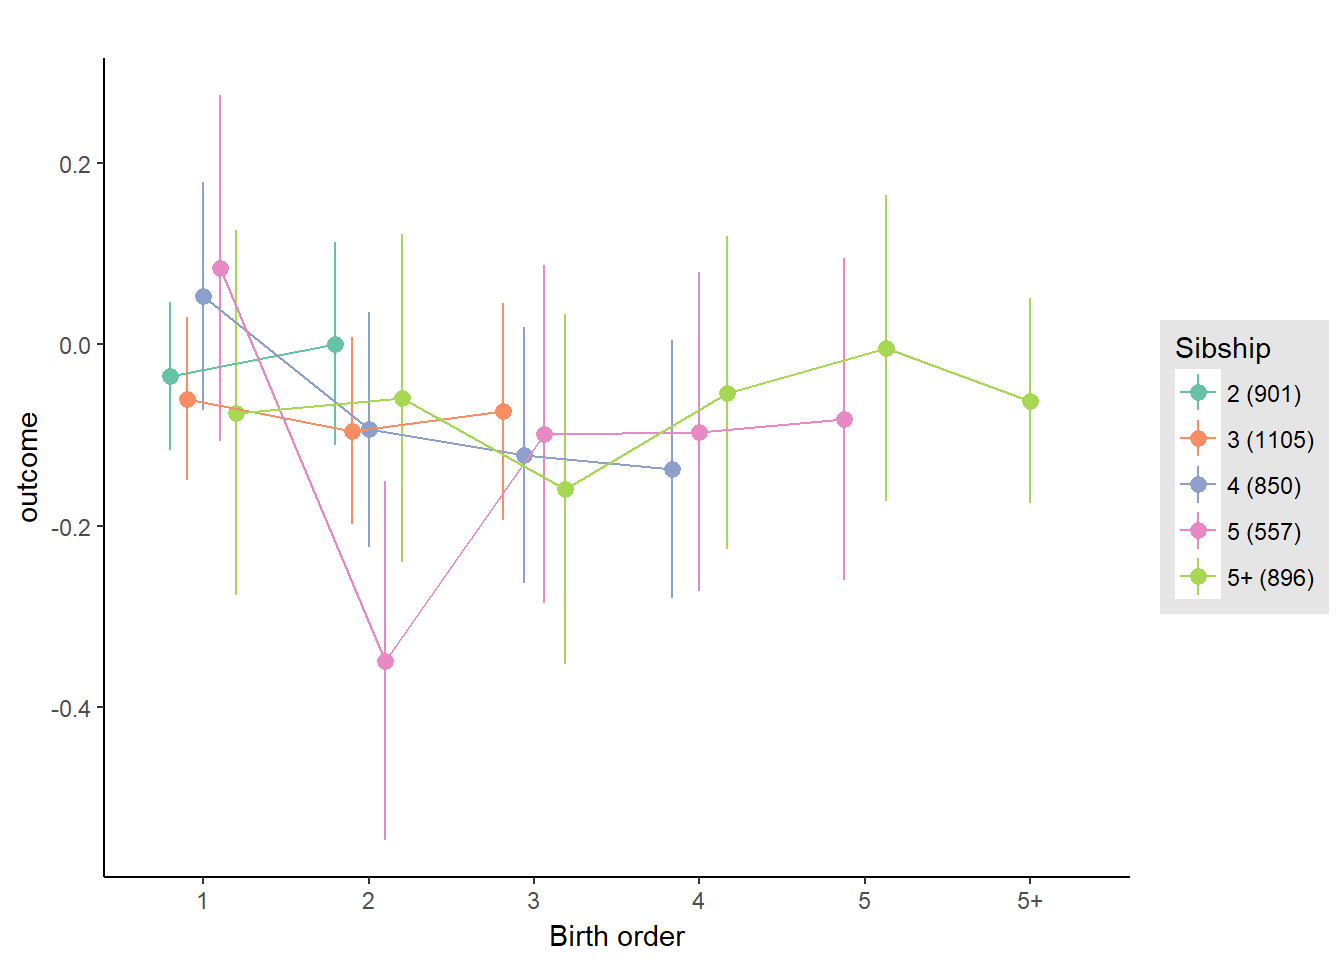 0.2
0.0
-0.2
-0.4
outcome
1 2 3 4 5 5+
Birth order
Sibship
2 (901)
3 (1105)
4 (850)
5 (557)
5+ (896)